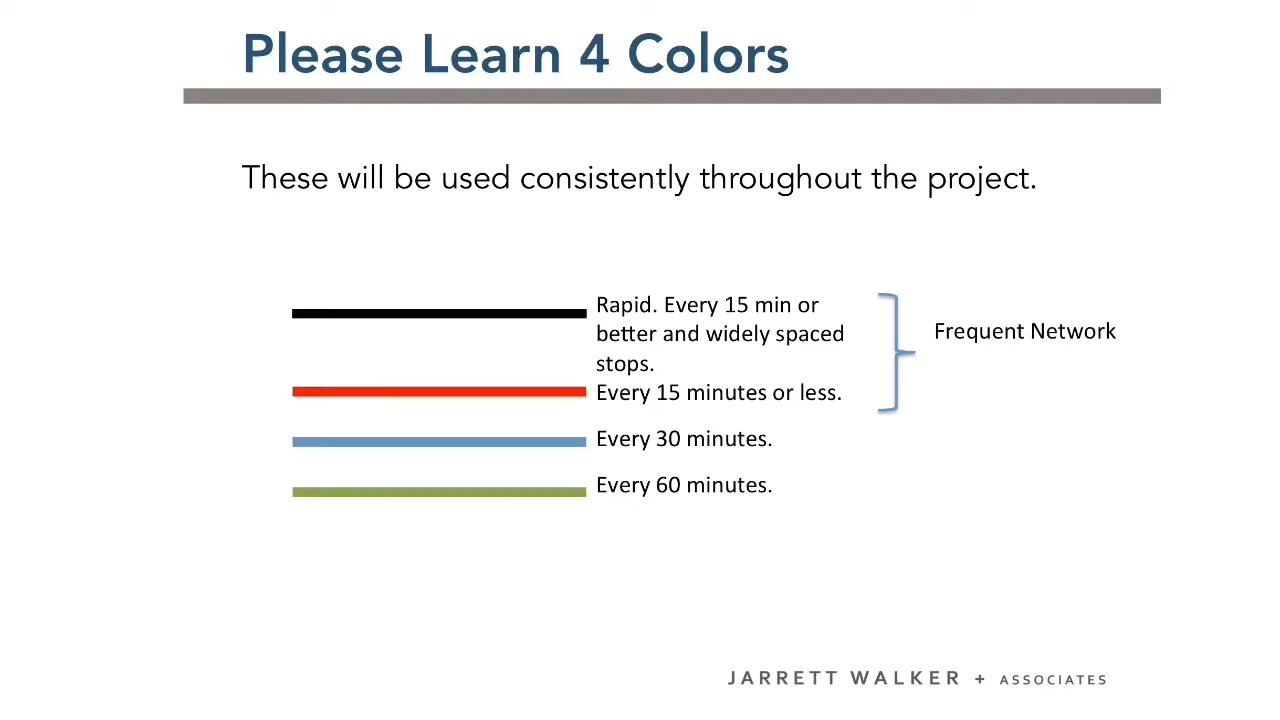 Please Learn 4 Colors
These will be used consistently throughout the project.
Rapid. Every 15 min or
better and widely spaced
stops.
Every 15 minutes or less.
Frequent Network
Every 30 minutes.
Every 60 minutes.
JARRETT WALKER + ASSOCIATES